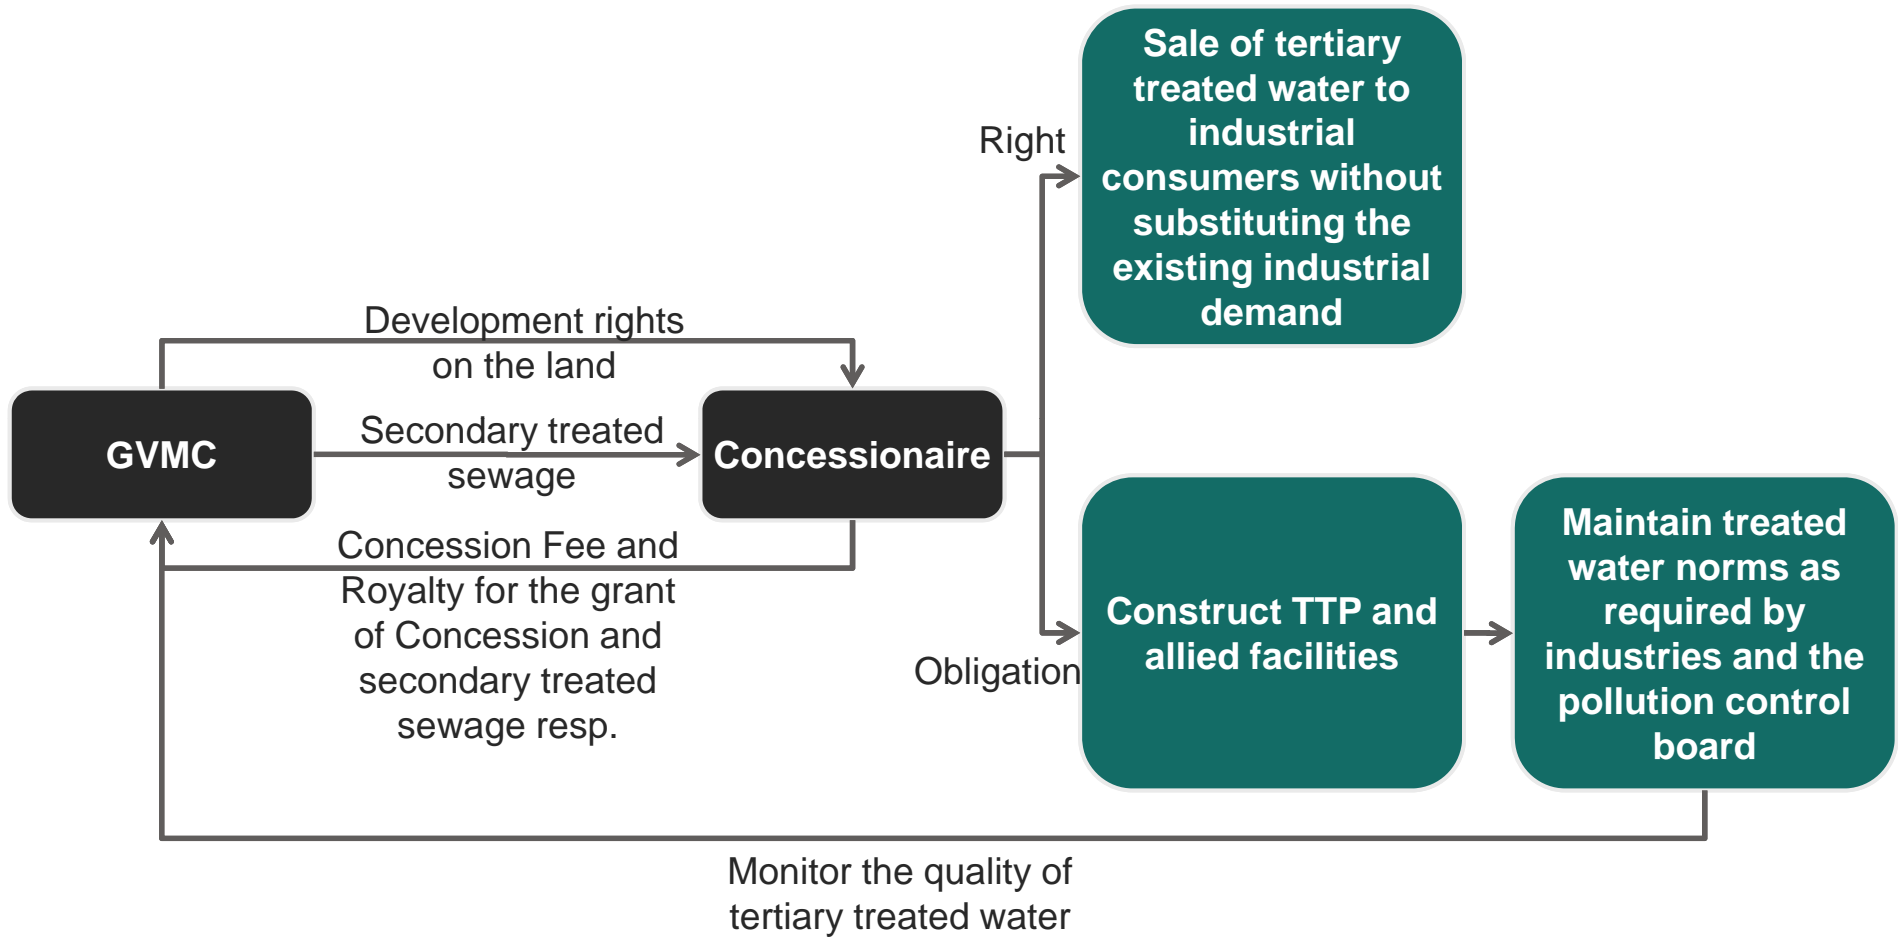 Sale of tertiary
treated water to
industrial
consumers without
substituting the
existing industrial
demand
Right
Development rights
on the land
GVMC
Secondary treated
sewage
Concessionaire
Concession Fee and
Royalty for the grant
of Concession and
secondary treated
sewage resp.
Obligation
Construct TTP and
allied facilities
Maintain treated
water norms as
required by
industries and the
pollution control
board
Monitor the quality of
tertiary treated water